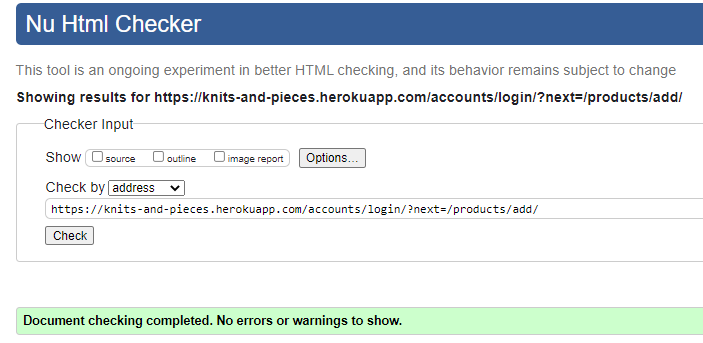 Nu Html Checker
This tool is an ongoing experiment in better HTML checking, and its behavior remains subject to change
Showing results for https://knits-and-pieces.herokuapp.com/accounts/login/?next=/products/add/
Checker Input
Show source outline image report Options...
Check by address
https://knits-and-pieces.herokuapp.com/accounts/login/?next=/products/add/
Check
Document checking completed. No errors or warnings to show.